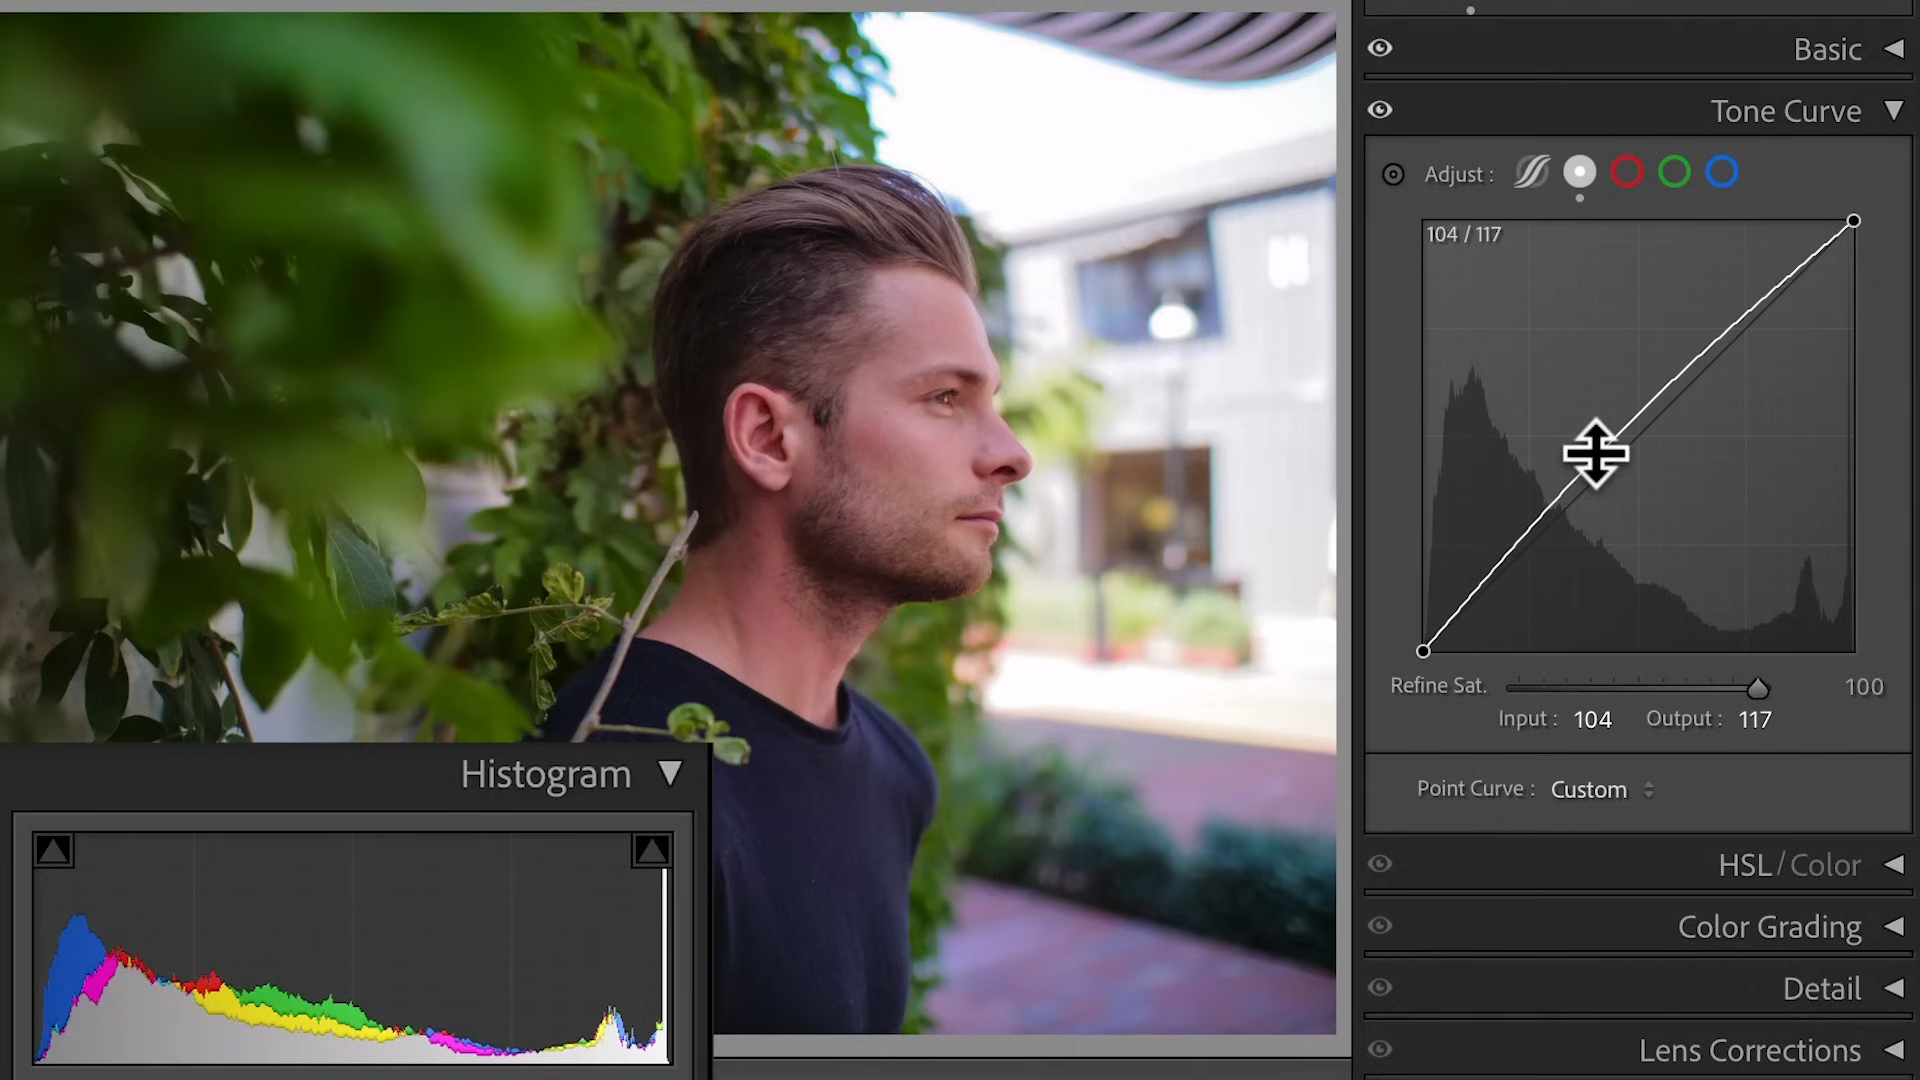 Basic
Tone Curve
Adjust :
104 / 117
Refine Sat. 100
Input : 104 Output : 117
Point Curve : Custom
HSL / Color
Color Grading
Detail
Lens Corrections
Histogram